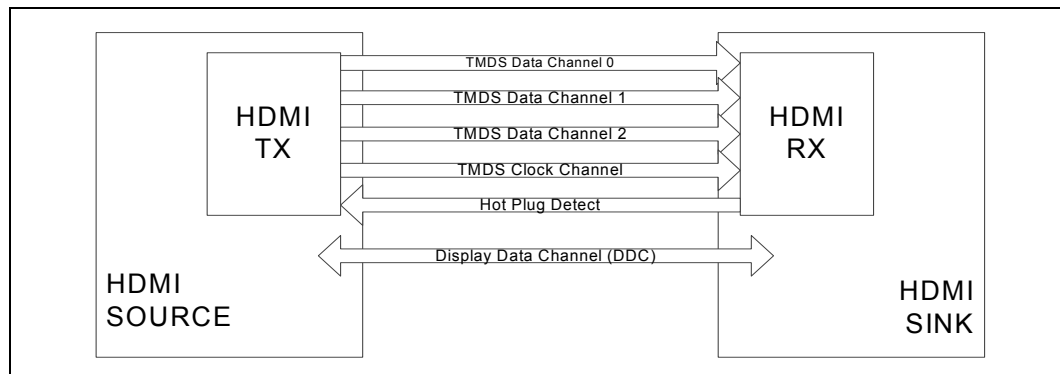 TMDS Data Channel 0
TMDS Data Channel 1
TMDS Data Channel 2
TMDS Clock Channel
Hot Plug Detect
Display Data Channel (DDC)
HDMI
TX
HDMI
RX
HDMI
SOURCE
HDMI
SINK